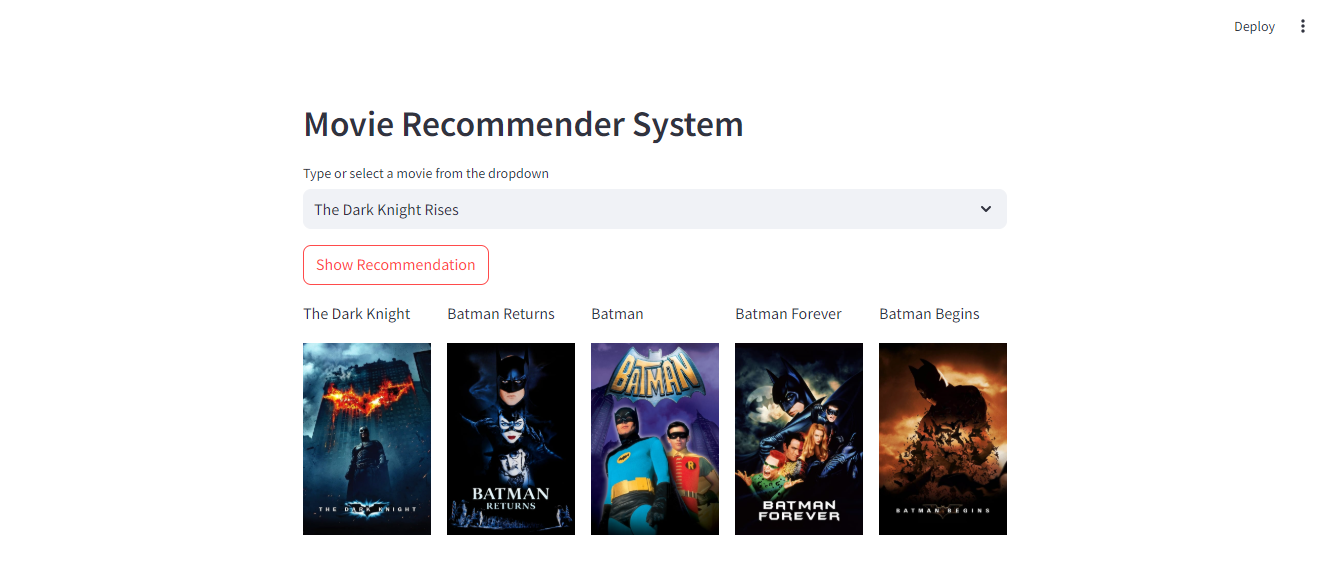 Deploy
Movie Recommender System
Type or select a movie from the dropdown
The Dark Knight Rises
Show Recommendation
The Dark Knight
Batman Returns
Batman
Batman Forever
Batman Begins
THE DARK KNIGHT
BATMAN
RETURNS
BATMAN
R
BATMAN
FOREVER
BATMAN BEGINS